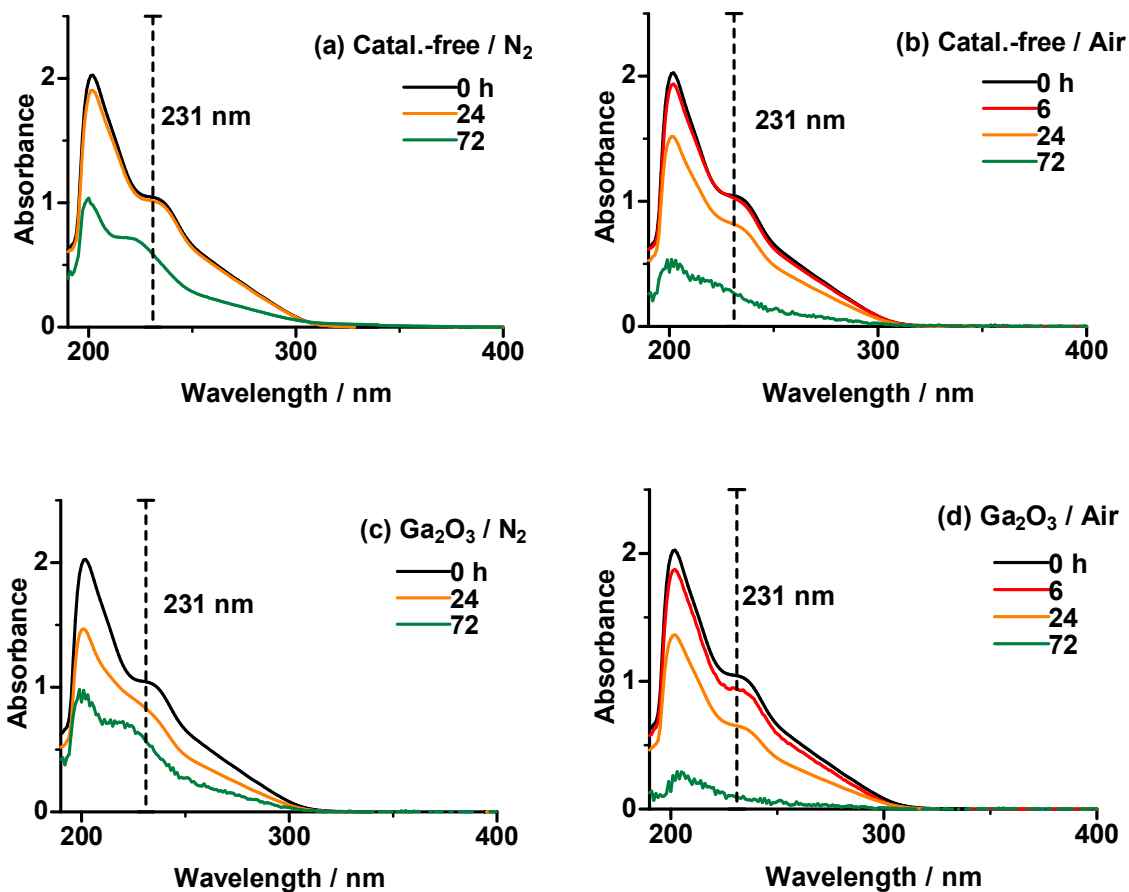 (a) Catal.-free / N₂
0 h
24
72
231 nm
Absorbance
2
1
0
200
300
400
Wavelength / nm
(b) Catal.-free / Air
0 h
6
24
72
231 nm
Absorbance
2
1
0
200
300
400
Wavelength / nm
(c) Ga₂O₃ / N₂
0 h
24
72
231 nm
Absorbance
2
1
0
200
300
400
Wavelength / nm
(d) Ga₂O₃ / Air
0 h
6
24
72
231 nm
Absorbance
2
1
0
200
300
400
Wavelength / nm